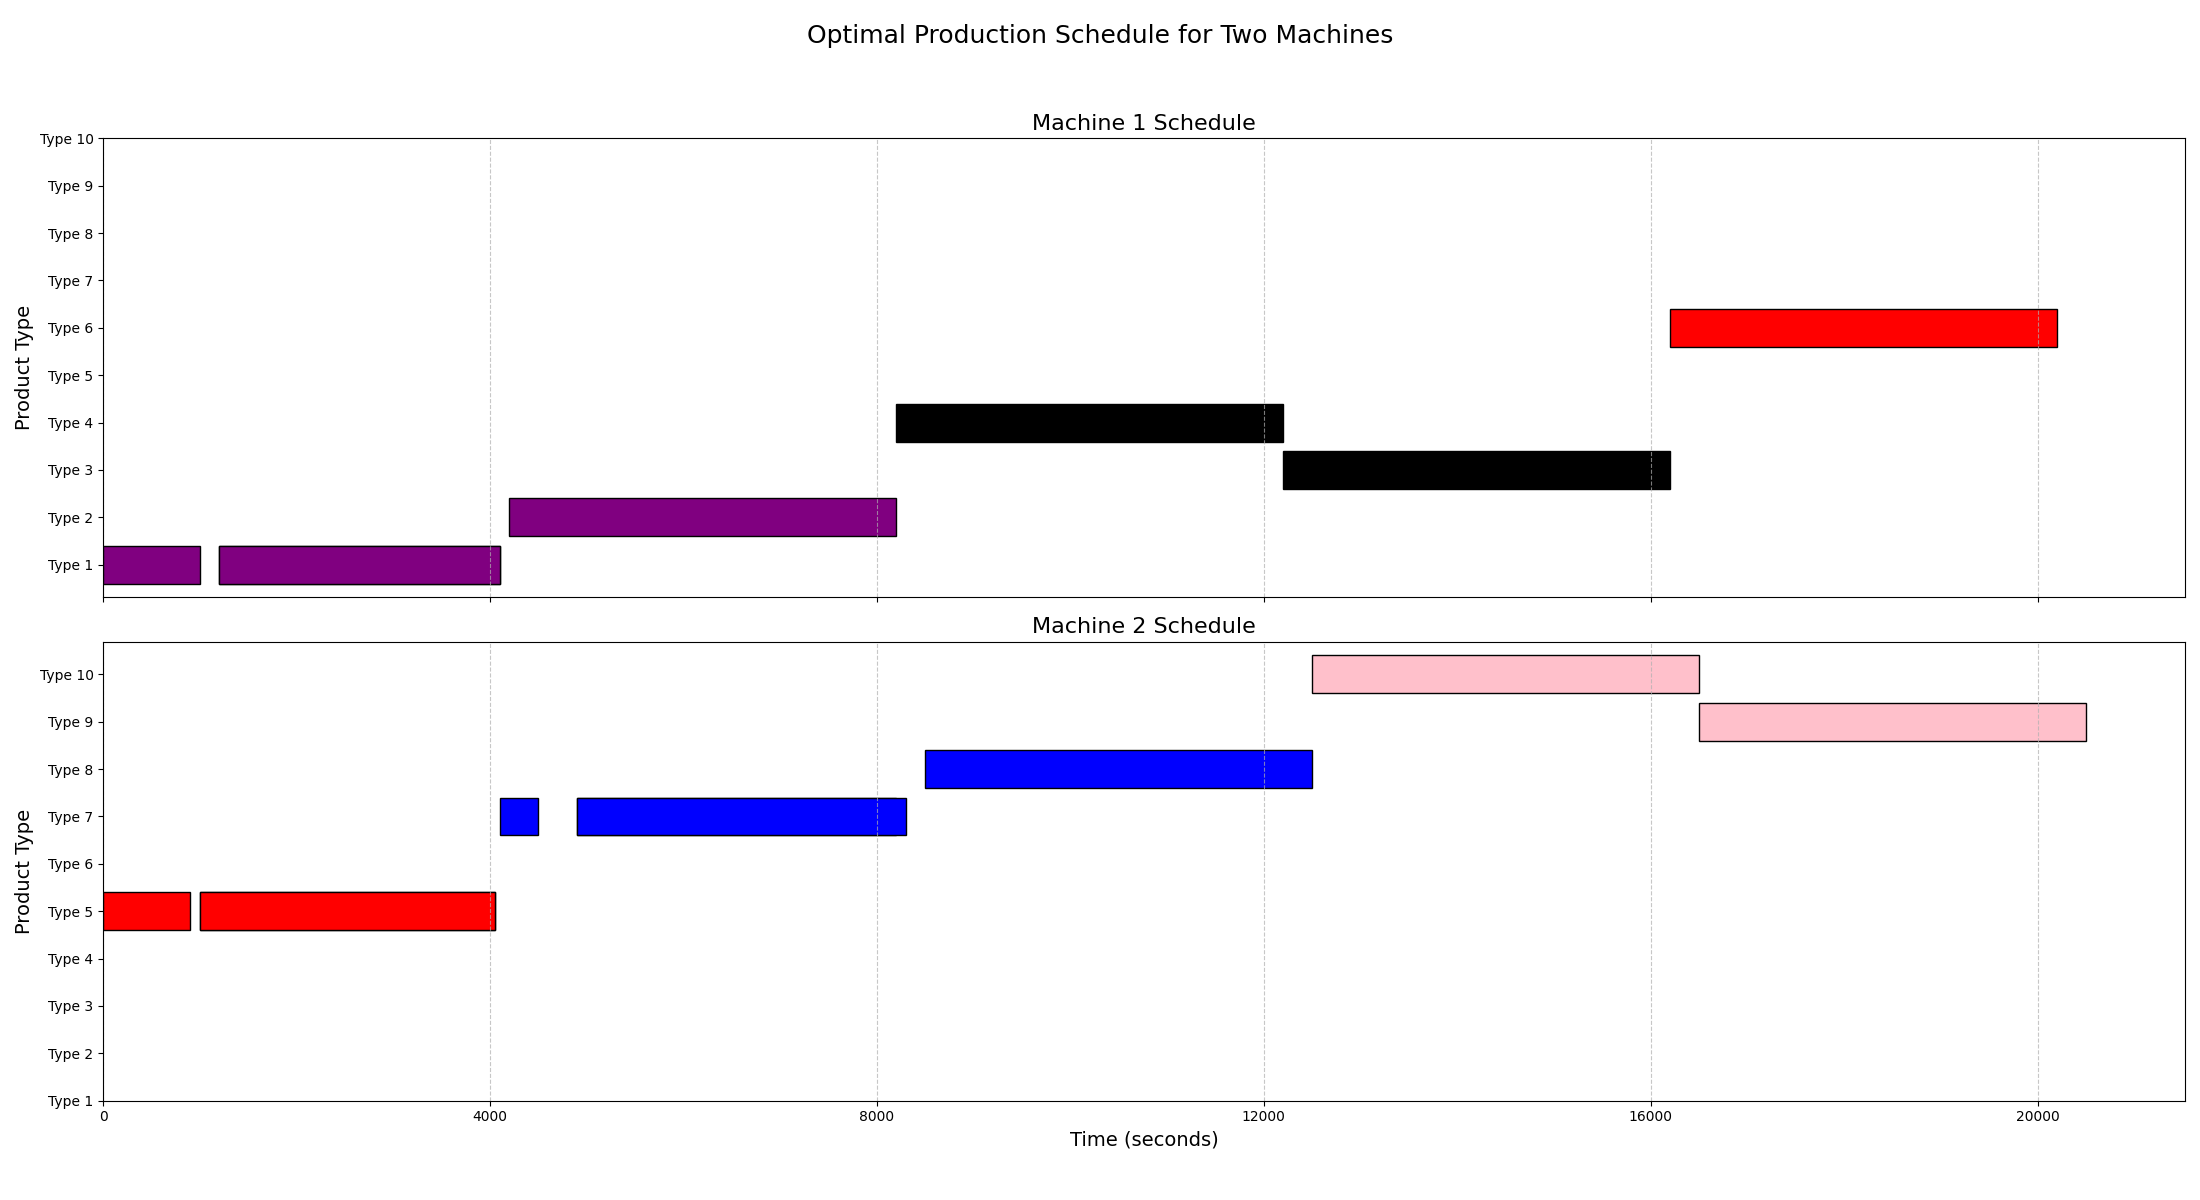 Optimal Production Schedule for Two Machines
Machine 1 Schedule
Product Type
Type 10
Type 9
Type 8
Type 7
Type 6
Type 5
Type 4
Type 3
Type 2
Type 1
Machine 2 Schedule
Product Type
Type 10
Type 9
Type 8
Type 7
Type 6
Type 5
Type 4
Type 3
Type 2
Type 1
0 4000 8000 12000 16000 20000
Time (seconds)